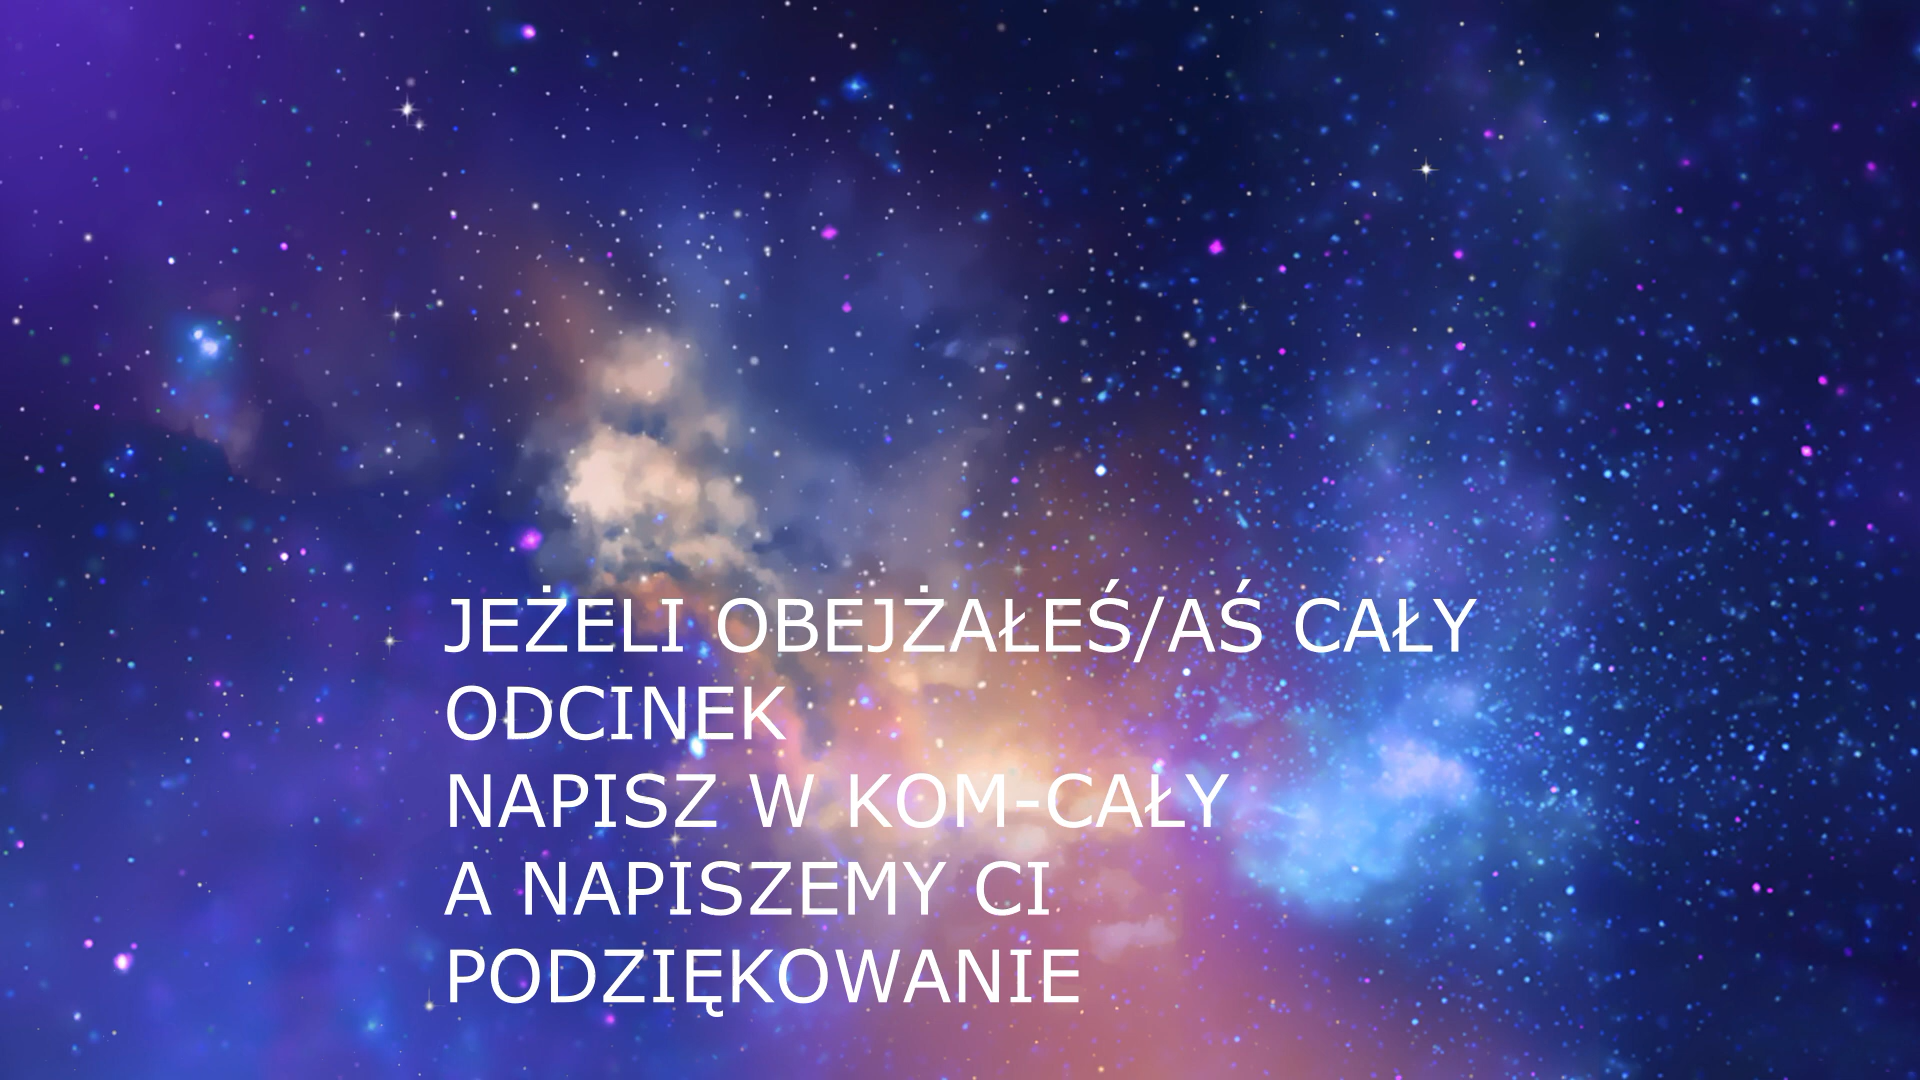 JEŻELI OBEJŻAŁEŚ/AŚ CAŁY
ODCINEK
NAPISZ W KOM-CAŁY
A NAPISZEMY CI
PODZIĘKOWANIE